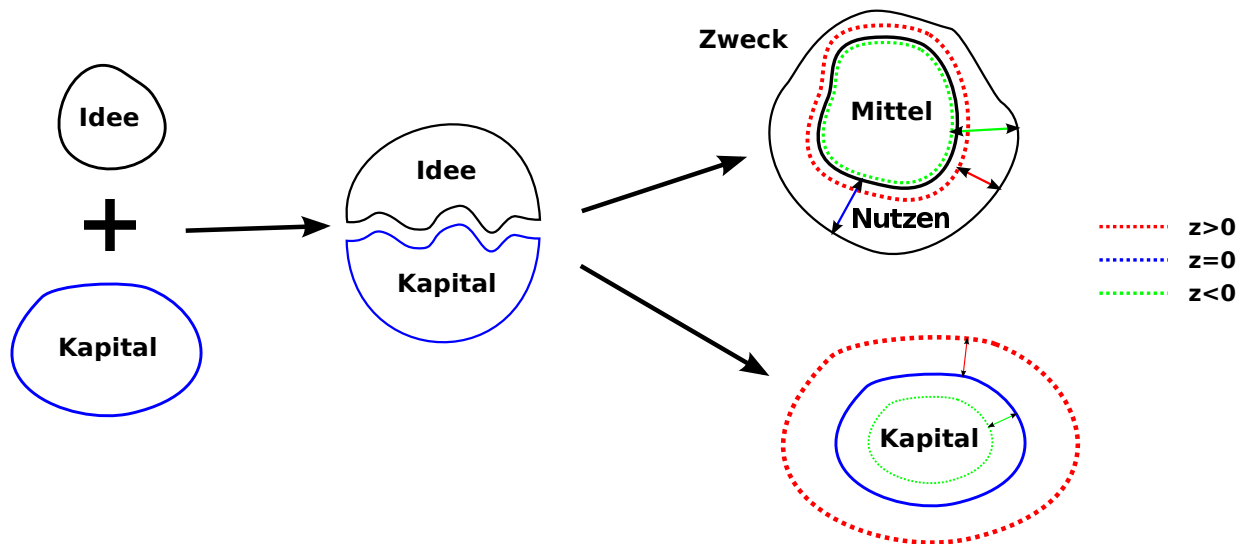 Idee
+
Kapital
Idee
Kapital
Zweck
Mittel
Nutzen
Kapital
z>0
z=0
z<0